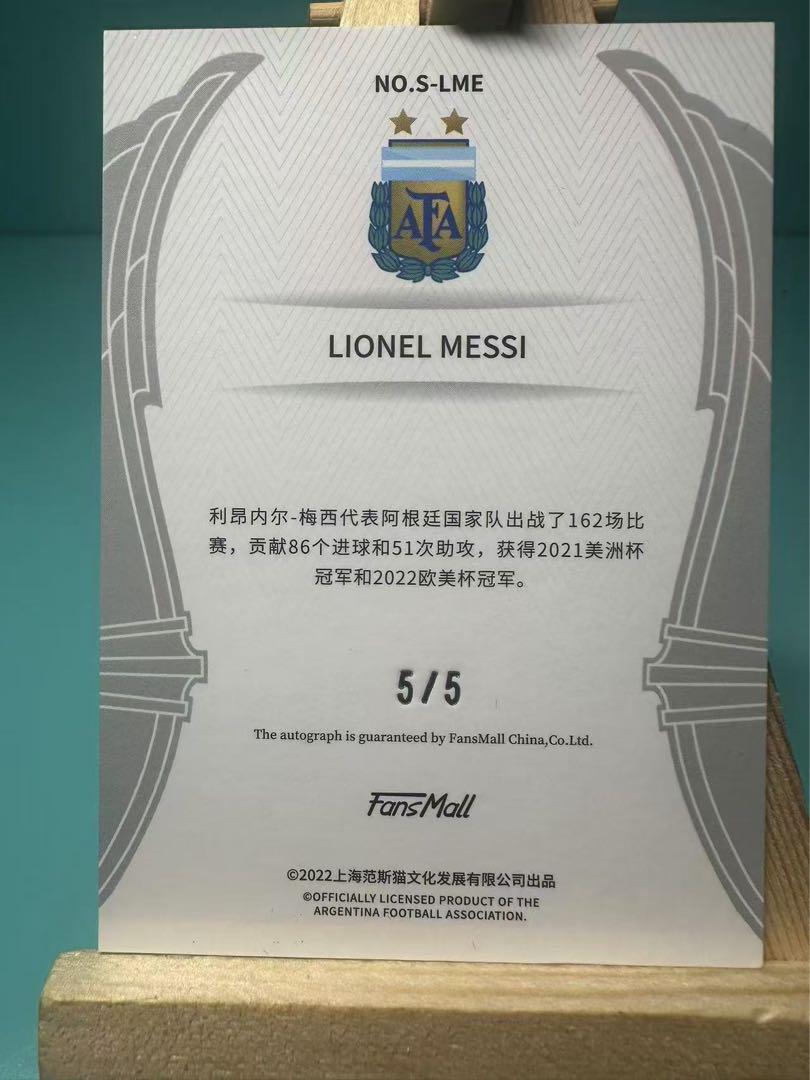 NO.S-LME
AFA
LIONEL MESSI
利昂内尔-梅西代表阿根廷国家队出战了162场比
赛，贡献86个进球和51次助攻，获得2021美洲杯
冠军和2022欧美杯冠军。
5/5
The autograph is guaranteed by FansMall China,Co.Ltd.
FansMall
©2022上海范斯猫文化发展有限公司出品
©OFFICIALLY LICENSED PRODUCT OF THE
ARGENTINA FOOTBALL ASSOCIATION.